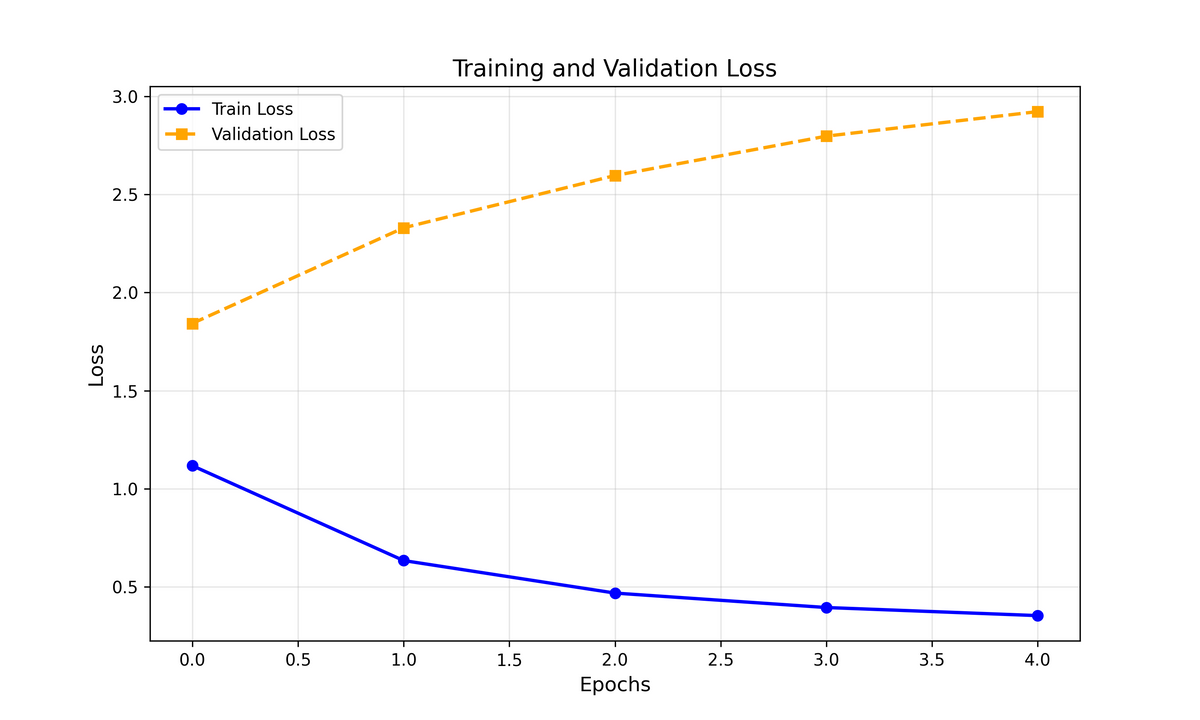 Training and Validation Loss
Train Loss
Validation Loss
3.0
2.5
2.0
1.5
1.0
0.5
Loss
0.0 0.5 1.0 1.5 2.0 2.5 3.0 3.5 4.0
Epochs